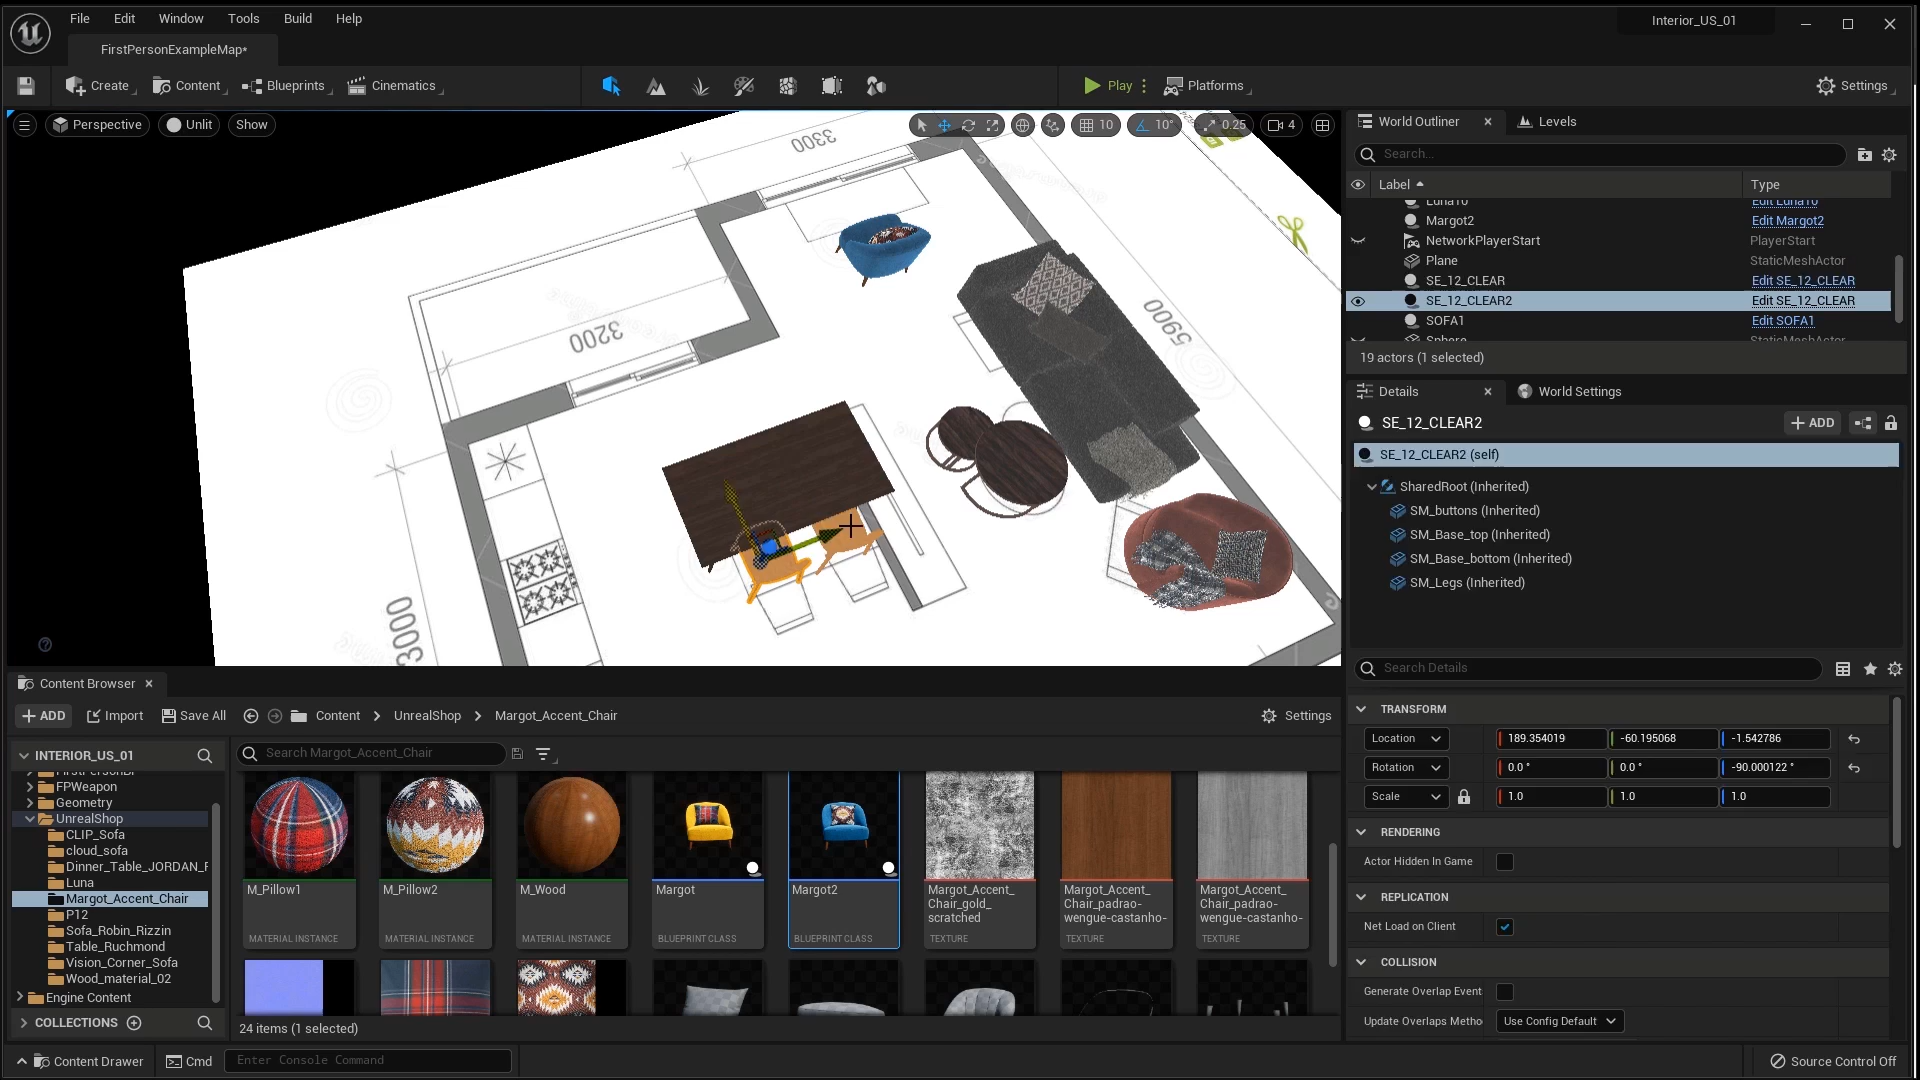 File Edit Window Tools Build Help
Interior_US_01
FirstPersonExampleMap*
Create Content Blueprints Cinematics Play Platforms Settings
Perspective Unlit Show 10 10° 0.25 4
3300
3200
5900
3000
World Outliner Levels
Search...
Label Type
Luna10 Edit Luna10
Margot2 Edit Margot2
NetworkPlayerStart PlayerStart
Plane StaticMeshActor
SE_12_CLEAR Edit SE_12_CLEAR
SE_12_CLEAR2 Edit SE_12_CLEAR
SOFA1 Edit SOFA1
Sphere StaticMeshActor
19 actors (1 selected)
Details World Settings
SE_12_CLEAR2 ADD
SE_12_CLEAR2 (self)
SharedRoot (Inherited)
SM_buttons (Inherited)
SM_Base_top (Inherited)
SM_Base_bottom (Inherited)
SM_Legs (Inherited)
Search Details
TRANSFORM
Location 189.354019 -60.195068 -1.542786
Rotation 0.0 ° 0.0 ° -90.000122 °
Scale 1.0 1.0 1.0
RENDERING
Actor Hidden In Game
REPLICATION
Net Load on Client
COLLISION
Generate Overlap Event
Update Overlaps Metho Use Config Default
Content Browser
ADD Import Save All Content UnrealShop Margot_Accent_Chair Settings
INTERIOR_US_01
Search Margot_Accent_Chair
FirstPersonBP
FPWeapon
Geometry
UnrealShop
CLIP_Sofa
cloud_sofa
Dinner_Table_JORDAN_F
Luna
Margot_Accent_Chair
P12
Sofa_Robin_Rizzin
Table_Ruchmond
Vision_Corner_Sofa
Wood_material_02
Engine Content
COLLECTIONS
M_Pillow1
MATERIAL INSTANCE
M_Pillow2
MATERIAL INSTANCE
M_Wood
MATERIAL INSTANCE
Margot
BLUEPRINT CLASS
Margot2
BLUEPRINT CLASS
Margot_Accent_
Chair_gold_
scratched
TEXTURE
Margot_Accent_
Chair_padrao-
wengue-castanho-
TEXTURE
Margot_Accent_
Chair_padrao-
wengue-castanho-
TEXTURE
24 items (1 selected)
Content Drawer Cmd Enter Console Command Source Control Off